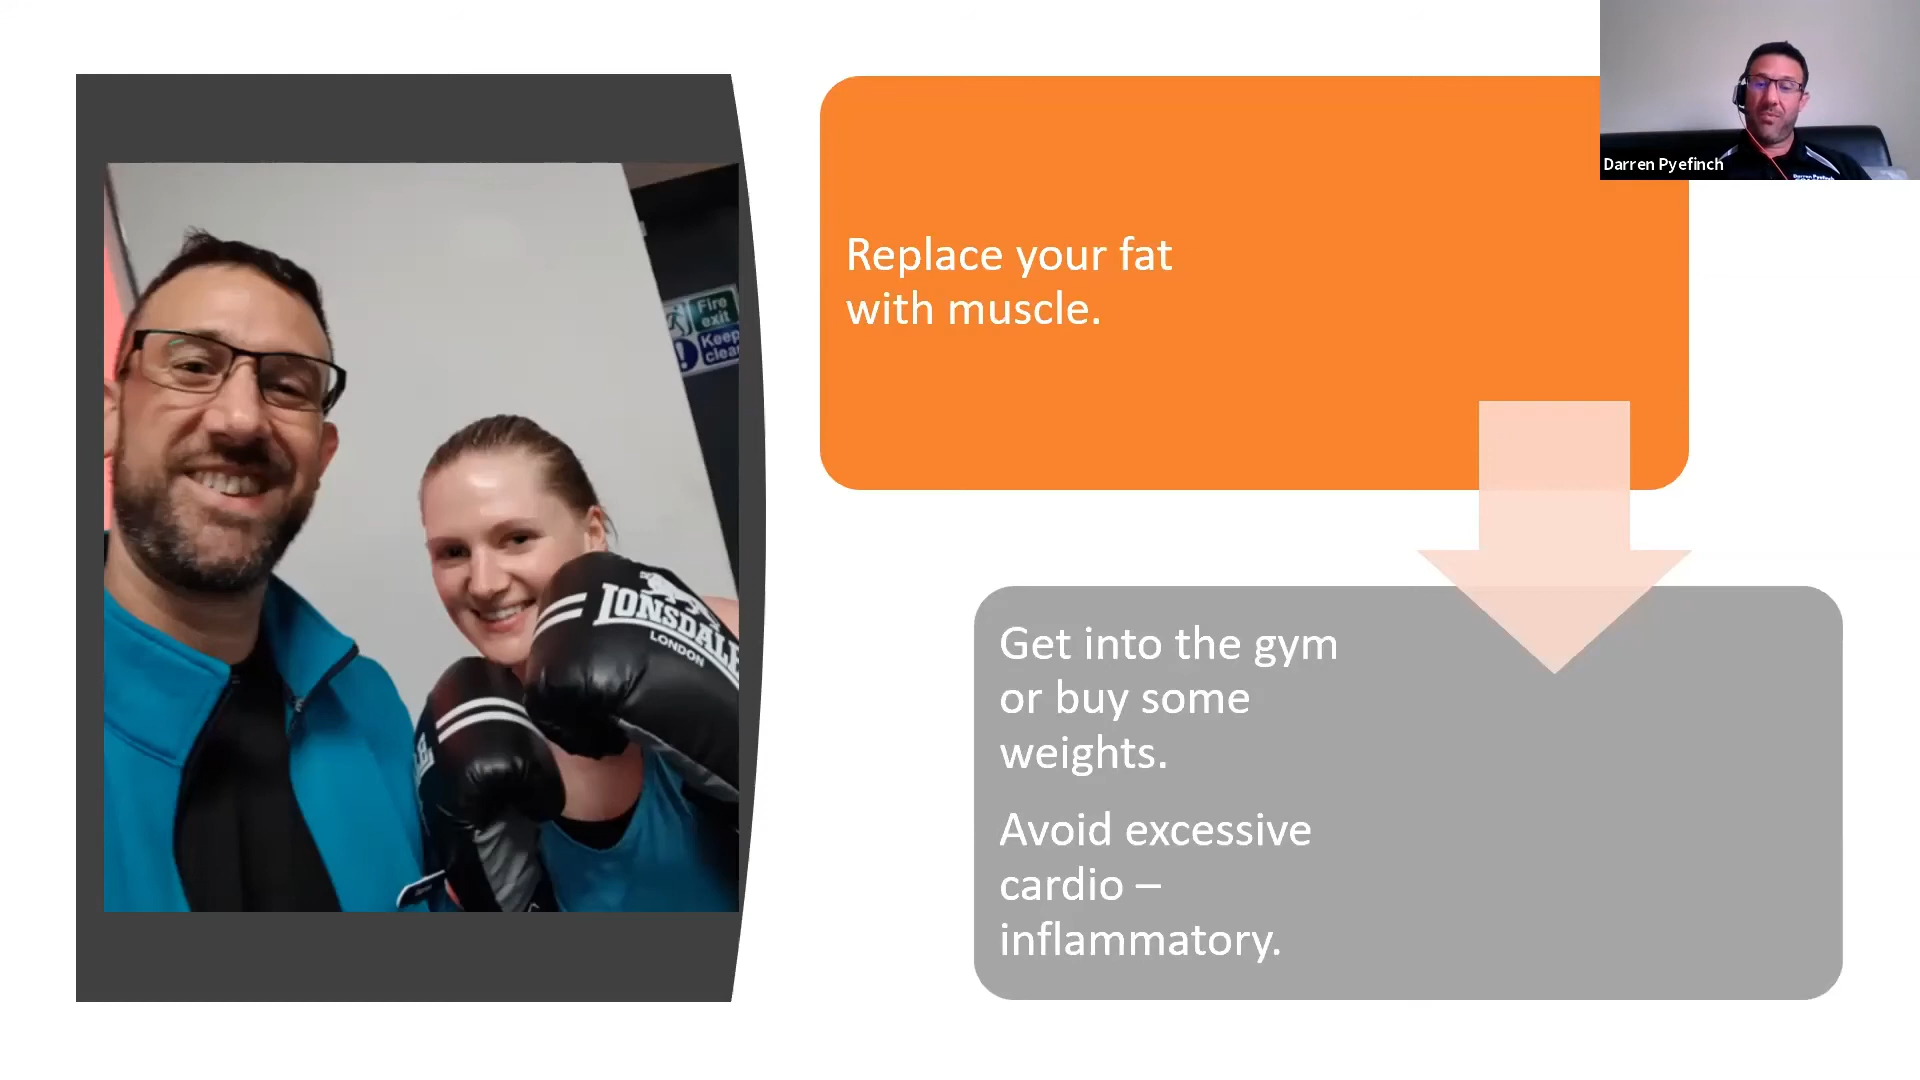 Darren Pyefinch
Replace your fat
with muscle.
Fire
exit
Keep
clear
LONSDALE
LONDON
Get into the gym
or buy some
weights.
Avoid excessive
cardio –
inflammatory.